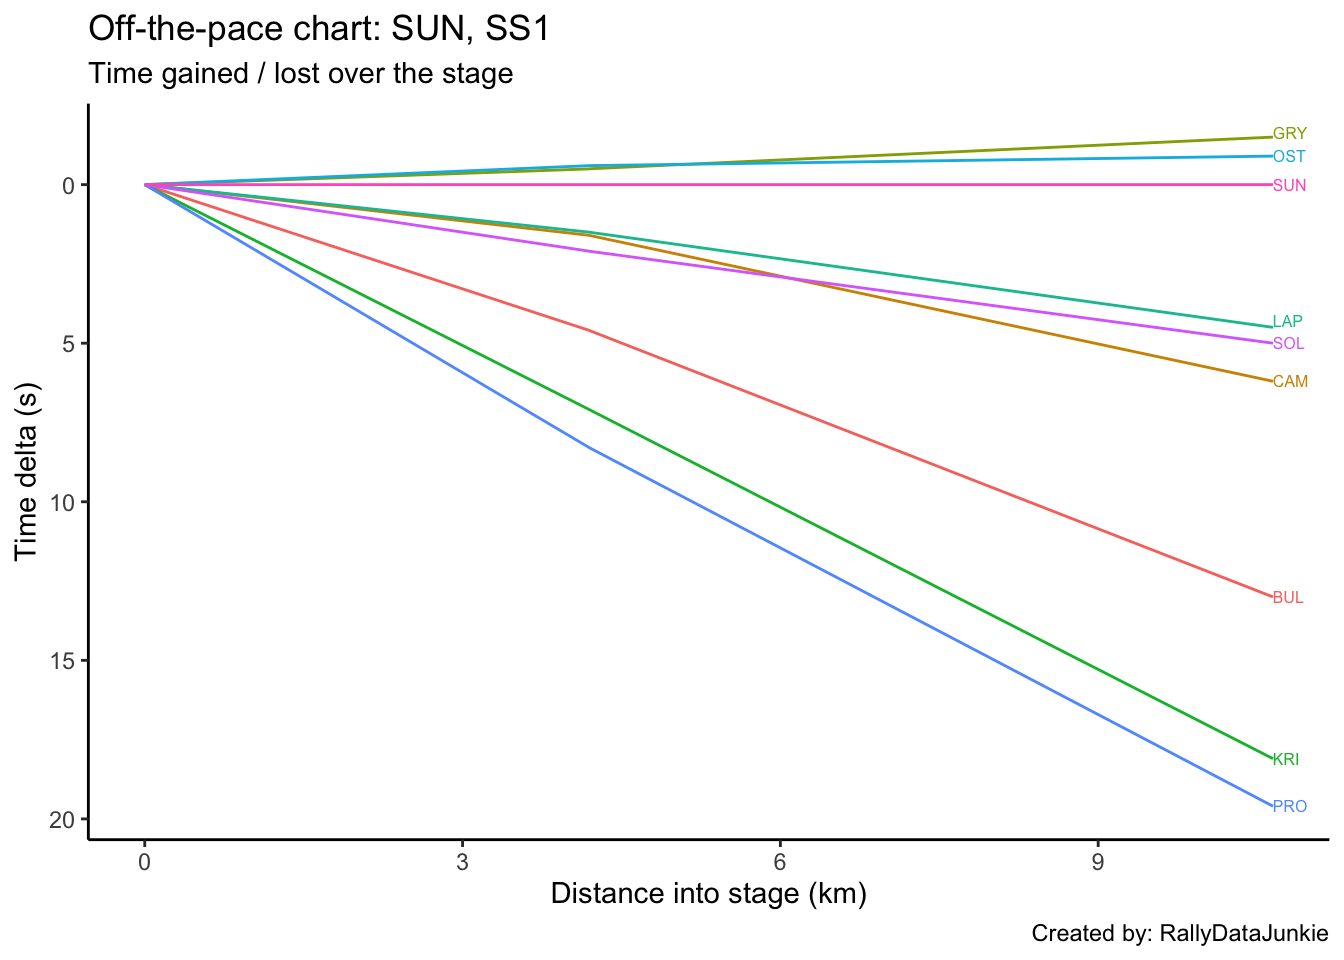 Off-the-pace chart: SUN, SS1
Time gained / lost over the stage
GRY
OST
0
SUN
LAP
5
SOL
CAM
Time delta (s)
10
BUL
15
KRI
PRO
20
0 3 6 9
Distance into stage (km)
Created by: RallyDataJunkie